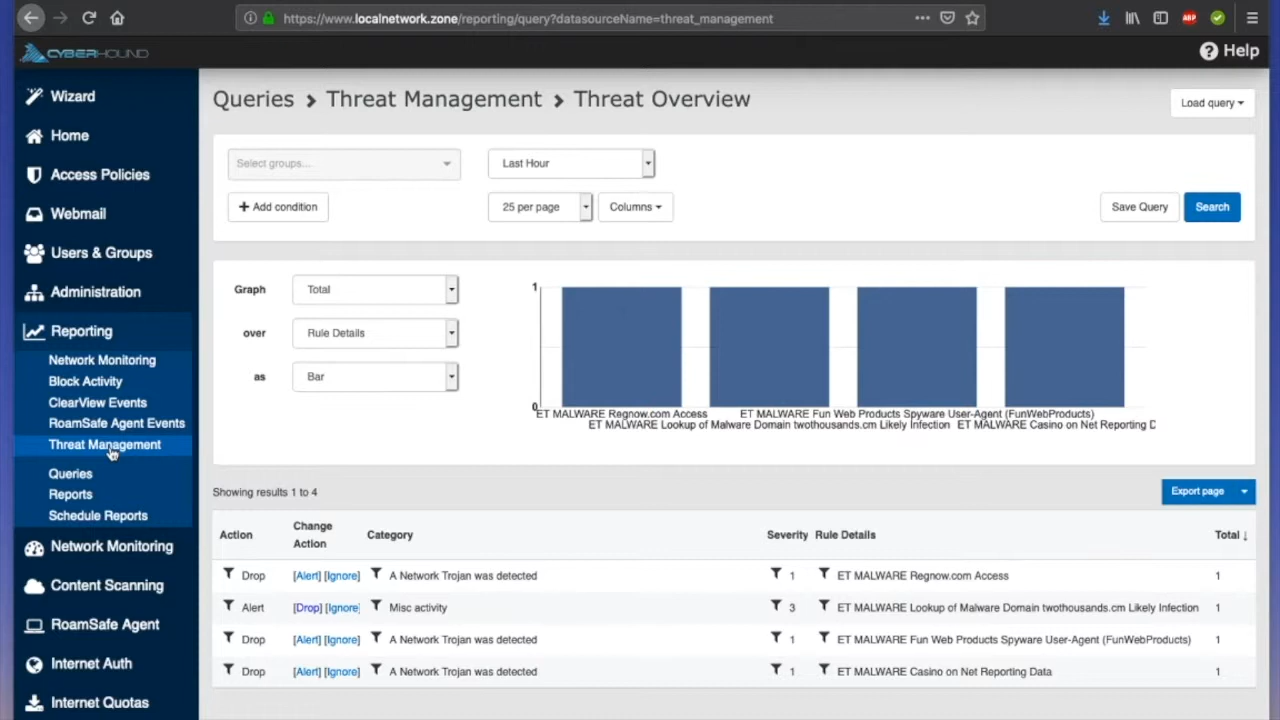 https://www.localnetwork.zone/reporting/query?datasourceName=threat_management
ABP
CYBERHOUND
? Help
Wizard
Home
Access Policies
Webmail
Users & Groups
Administration
Reporting
Network Monitoring
Block Activity
ClearView Events
RoamSafe Agent Events
Threat Management
Queries
Reports
Schedule Reports
Network Monitoring
Content Scanning
RoamSafe Agent
Internet Auth
Internet Quotas
Queries > Threat Management > Threat Overview
Load query
Select groups...
Last Hour
+ Add condition
25 per page
Columns
Save Query
Search
Graph Total
over Rule Details
as Bar
1
0
ET MALWARE Regnow.com Access ET MALWARE Fun Web Products Spyware User-Agent (FunWebProducts)
ET MALWARE Lookup of Malware Domain twothousands.cm Likely Infection ET MALWARE Casino on Net Reporting D
Showing results 1 to 4
Export page
Action Change Action Category Severity Rule Details Total ↓
Drop [Alert] [Ignore] A Network Trojan was detected 1 ET MALWARE Regnow.com Access 1
Alert [Drop] [Ignore] Misc activity 3 ET MALWARE Lookup of Malware Domain twothousands.cm Likely Infection 1
Drop [Alert] [Ignore] A Network Trojan was detected 1 ET MALWARE Fun Web Products Spyware User-Agent (FunWebProducts) 1
Drop [Alert] [Ignore] A Network Trojan was detected 1 ET MALWARE Casino on Net Reporting Data 1